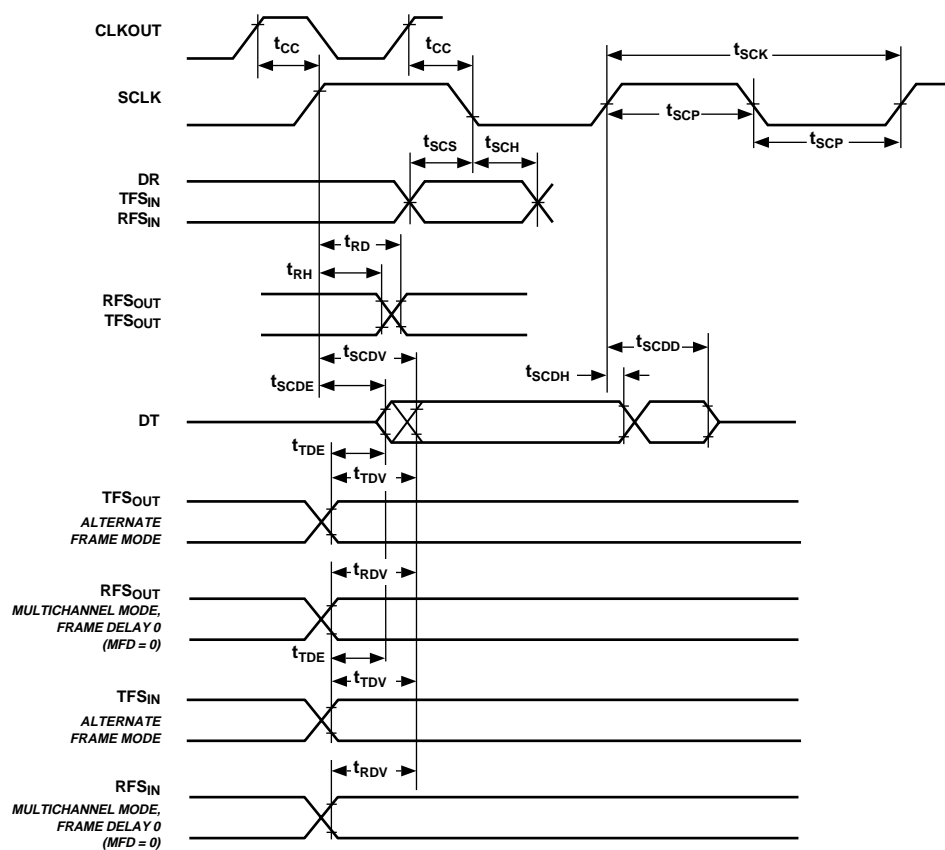 CLKOUT
tCC
tCC
tSCK
SCLK
tSCP
tSCP
tSCS
tSCH
DR
TFSIN
RFSIN
tRD
tRH
RFSOUT
TFSOUT
tSCDV
tSCDD
tSCDE
tSCDH
DT
tTDE
tTDV
TFSOUT
ALTERNATE
FRAME MODE
tRDV
RFSOUT
MULTICHANNEL MODE,
FRAME DELAY 0
(MFD = 0)
tTDE
tTDV
TFSIN
ALTERNATE
FRAME MODE
tRDV
RFSIN
MULTICHANNEL MODE,
FRAME DELAY 0
(MFD = 0)